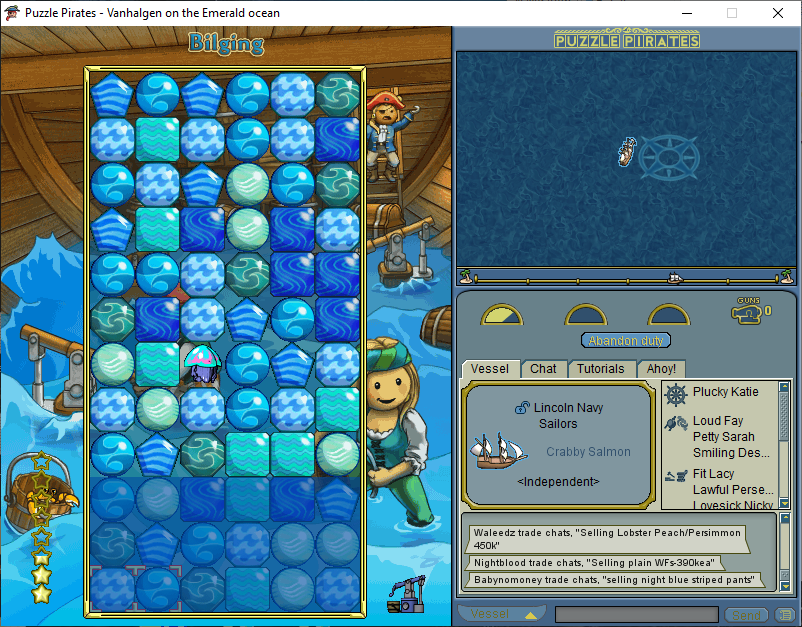 Puzzle Pirates - Vanhalgen on the Emerald ocean
Bilging
PUZZLE PIRATES
GUNS
0
Abandon duty
Vessel
Chat
Tutorials
Ahoy!
Lincoln Navy
Sailors
Crabby Salmon
<Independent>
Plucky Katie
Loud Fay
Petty Sarah
Smiling Des...
Fit Lacy
Lawful Perse...
Lovesick Nicky
Waleedz trade chats, "Selling Lobster Peach/Persimmon
450k"
Nightblood trade chats, "Selling plain WFs-390kea"
Babynomoney trade chats, "selling night blue striped pants"
Vessel
Send